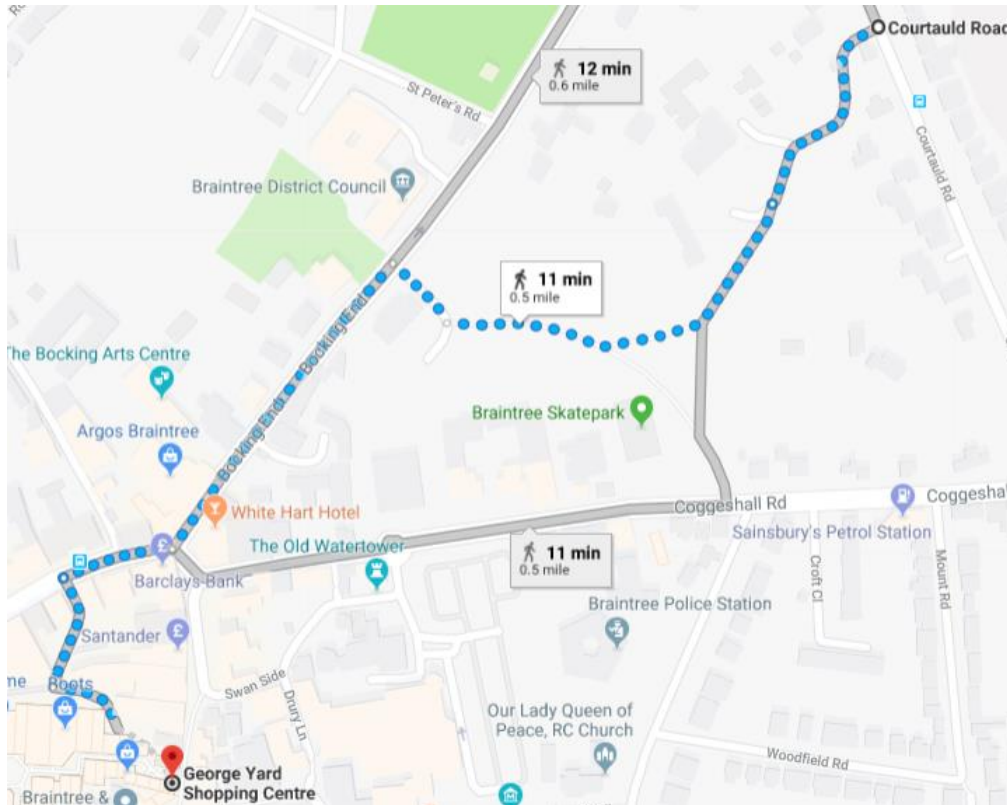 Courtauld Road
12 min
0.6 mile
St Peter's Rd
Courtauld Rd
Braintree District Council
11 min
0.5 mile
Bocking End
Bocking End
The Bocking Arts Centre
Braintree Skatepark
Argos Braintree
Coggeshall Rd
Coggeshal
White Hart Hotel
Sainsbury's Petrol Station
The Old Watertower
11 min
0.5 mile
Barclays Bank
Croft Cl
Mount Rd
Braintree Police Station
Santander
Swan Side
Drury Ln
me
Boots
Our Lady Queen of
Peace, RC Church
Woodfield Rd
George Yard
Shopping Centre
Braintree &